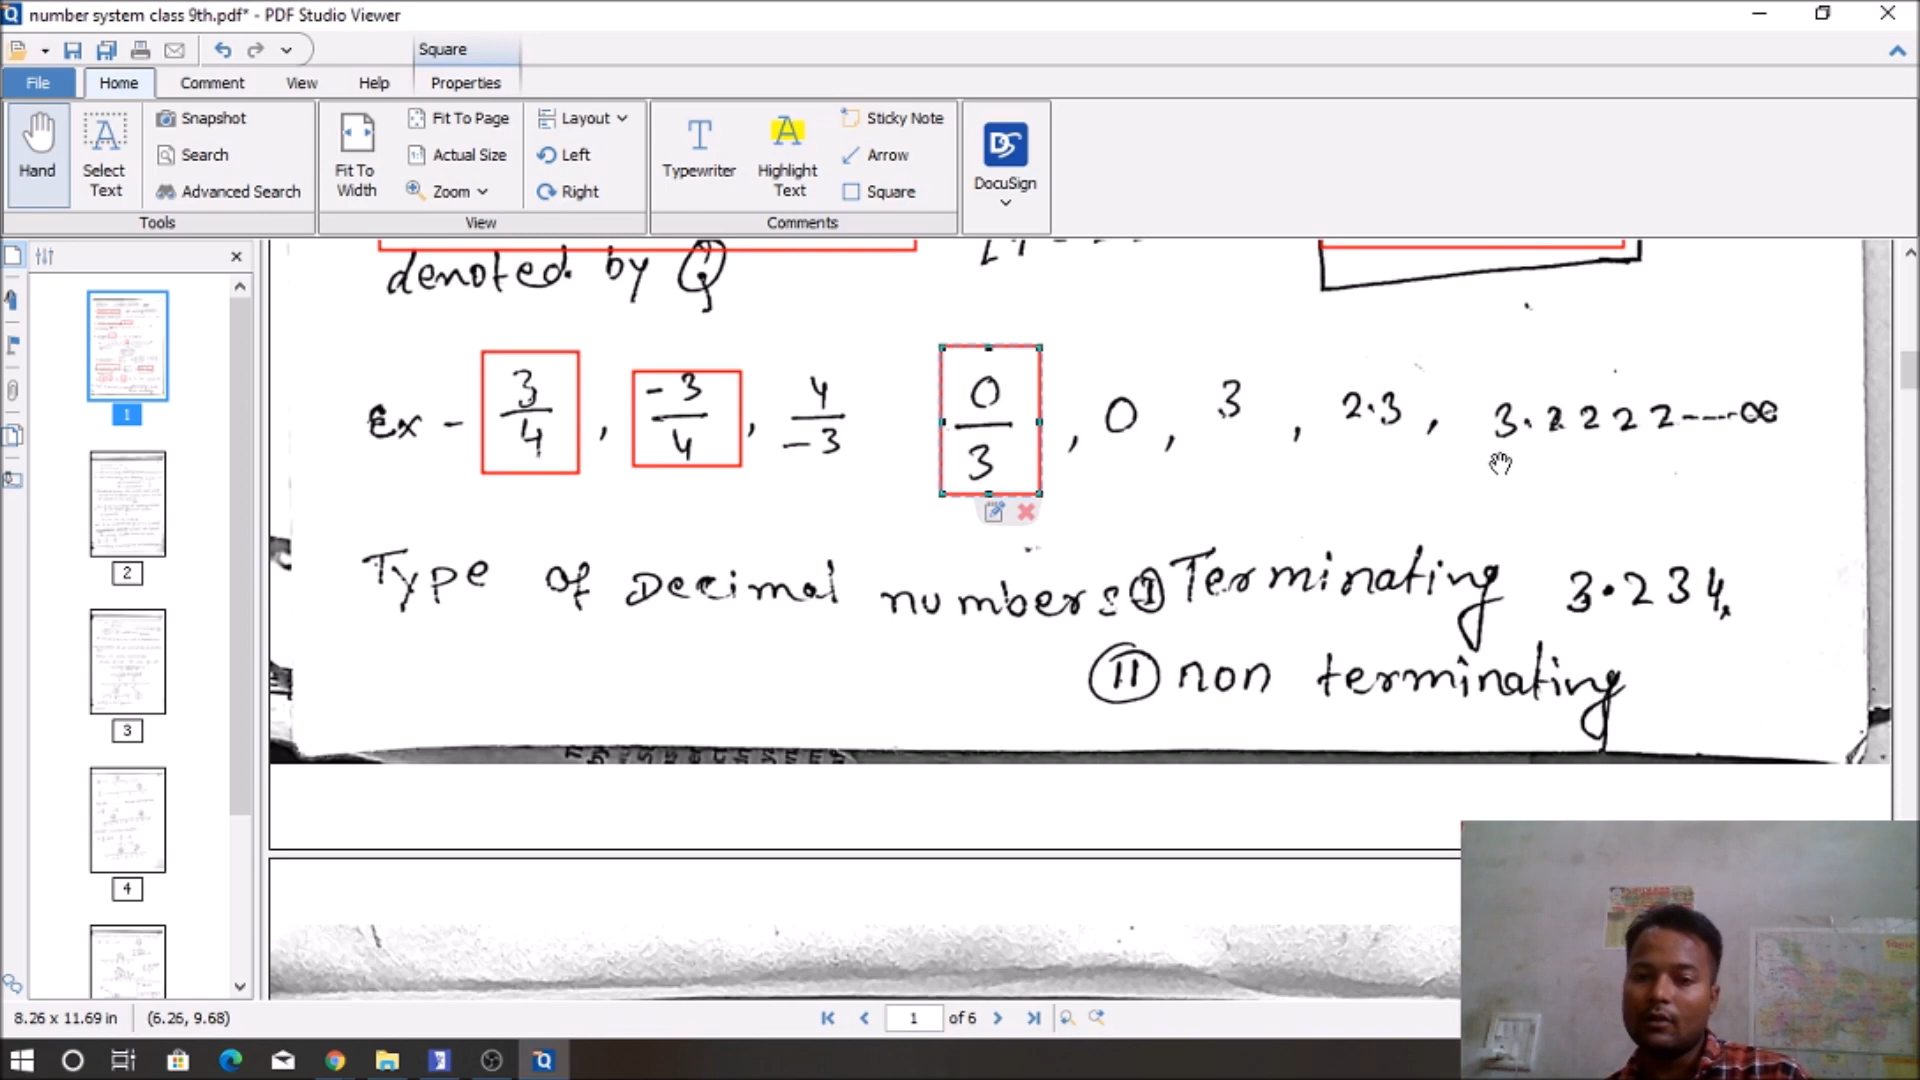 number system class 9th.pdf* - PDF Studio Viewer
Square
File Home Comment View Help Properties
Hand
Select Text
Snapshot
Search
Advanced Search
Tools
Fit To Width
Fit To Page
Actual Size
Zoom
Layout
Left
Right
View
Typewriter
Highlight Text
Sticky Note
Arrow
Square
Comments
DocuSign
denoted by Q
Ex - 3/4 , -3/4 , 4/-3 0/3 , 0 , 3 , 2.3 , 3.2222----∞
Type of Decimal numbers : I Terminating 3.234,
II non terminating
1
2
3
4
8.26 x 11.69 in (6.26, 9.68)
1 of 6